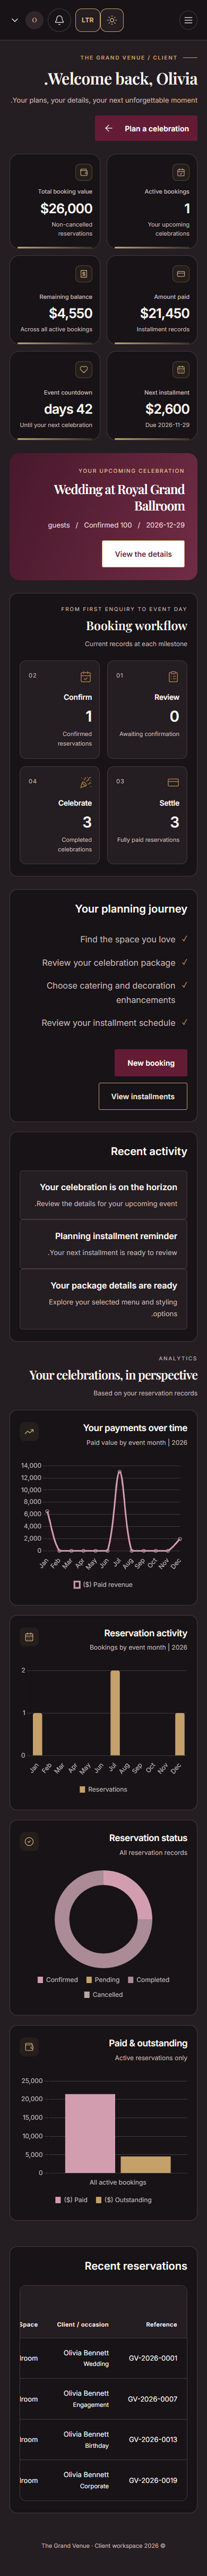 O
LTR
THE GRAND VENUE / CLIENT
.Welcome back, Olivia
.Your plans, your details, your next unforgettable moment
Plan a celebration
Active bookings
1
Your upcoming
celebrations
Total booking value
$26,000
Non-cancelled
reservations
Amount paid
$21,450
Installment records
Remaining balance
$4,550
Across all active bookings
Next installment
$2,600
Due 2026-11-29
Event countdown
days 42
Until your next celebration
YOUR UPCOMING CELEBRATION
Wedding at Royal Grand
Ballroom
guests / Confirmed 100 / 2026-12-29
View the details
FROM FIRST ENQUIRY TO EVENT DAY
Booking workflow
Current records at each milestone
01
Review
0
Awaiting confirmation
02
Confirm
1
Confirmed
reservations
03
Settle
3
Fully paid reservations
04
Celebrate
3
Completed
celebrations
Your planning journey
Find the space you love ✓
Review your celebration package ✓
Choose catering and decoration ✓
enhancements
Review your installment schedule ✓
New booking
View installments
Recent activity
Your celebration is on the horizon
.Review the details for your upcoming event
Planning installment reminder
.Your next installment is ready to review
Your package details are ready
Explore your selected menu and styling
.options
ANALYTICS
Your celebrations, in perspective
Based on your reservation records
Your payments over time
Paid value by event month | 2026
14,000
12,000
10,000
8,000
6,000
4,000
2,000
0
Jan Feb Mar Apr May Jun Jul Aug Sep Oct Nov Dec
($) Paid revenue
Reservation activity
Bookings by event month | 2026
2
1
0
Jan Feb Mar Apr May Jun Jul Aug Sep Oct Nov Dec
Reservations
Reservation status
All reservation records
Confirmed Pending Completed
Cancelled
Paid & outstanding
Active reservations only
25,000
20,000
15,000
10,000
5,000
0
All active bookings
($) Paid ($) Outstanding
Recent reservations
Space Client / occasion Reference
lroom Olivia Bennett GV-2026-0001
Wedding
lroom Olivia Bennett GV-2026-0007
Engagement
lroom Olivia Bennett GV-2026-0013
Birthday
lroom Olivia Bennett GV-2026-0019
Corporate
The Grand Venue · Client workspace 2026 ©